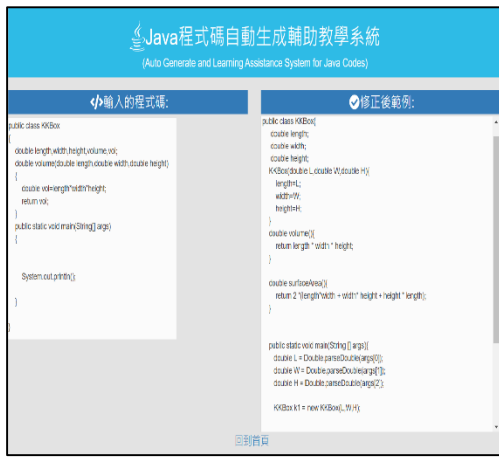 Java程式碼自動生成輔助教學系統
(Auto Generate and Learning Assistance System for Java Codes)
</>輸入的程式碼:
public class KKBox
{
double length,width,height,volume,vol;
double volume(double length,double width,double height)
{
double vol=length*width*height;
return vol;
}
public static void main(String[] args)
{
System.out.println();
}
}
修正後範例:
public class KKBox{
double length;
double width;
double height;
KKBox(double L,double W,double H){
length=L;
width=W;
height=H;
}
double volume(){
return length * width * height;
}
double surfaceArea(){
return 2 *(length*width + width* height + height * length);
}
public static void main(String [] args){
double L = Double.parseDouble(args[0]);
double W = Double.parseDouble(args[1]);
double H = Double.parseDouble(args[2]);
KKBox k1 = new KKBox(L,W,H);
回到首頁